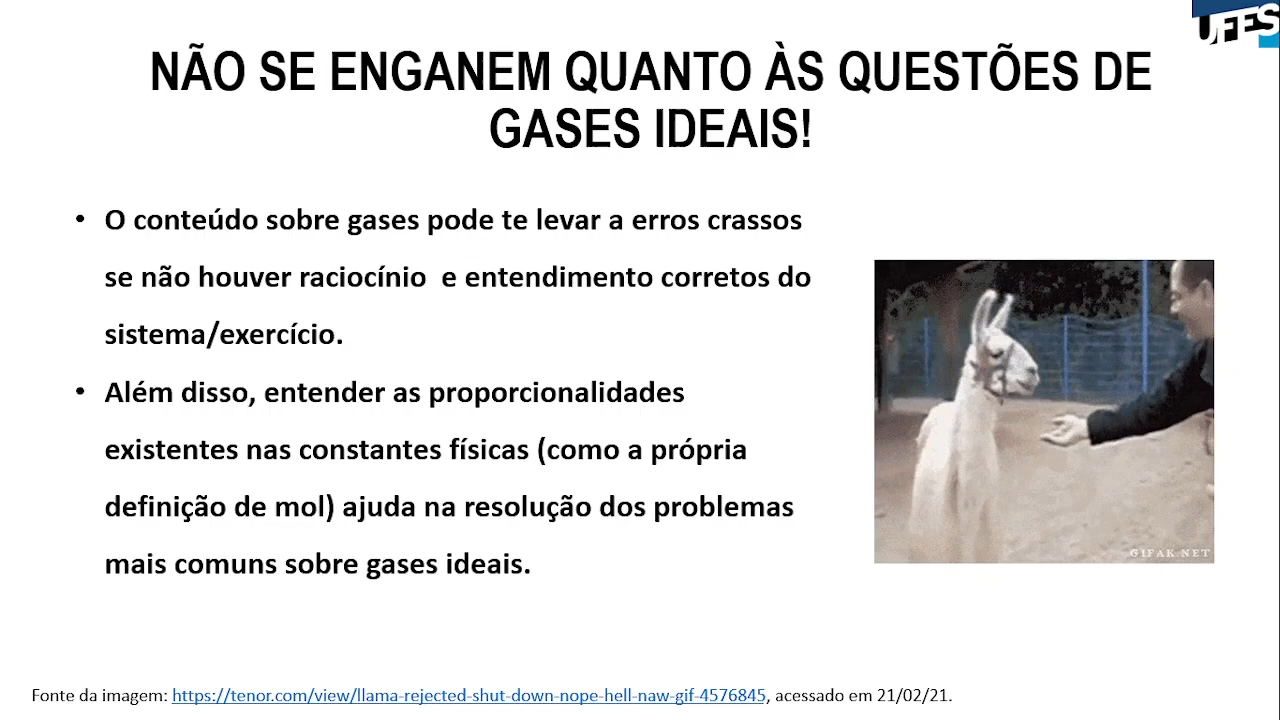 UFES
NÃO SE ENGANEM QUANTO ÀS QUESTÕES DE
GASES IDEAIS!
• O conteúdo sobre gases pode te levar a erros crassos
se não houver raciocínio  e entendimento corretos do
sistema/exercício.
• Além disso, entender as proporcionalidades
existentes nas constantes físicas (como a própria
definição de mol) ajuda na resolução dos problemas
mais comuns sobre gases ideais.
GIFAK.NET
Fonte da imagem: https://tenor.com/view/llama-rejected-shut-down-nope-hell-naw-gif-4576845, acessado em 21/02/21.